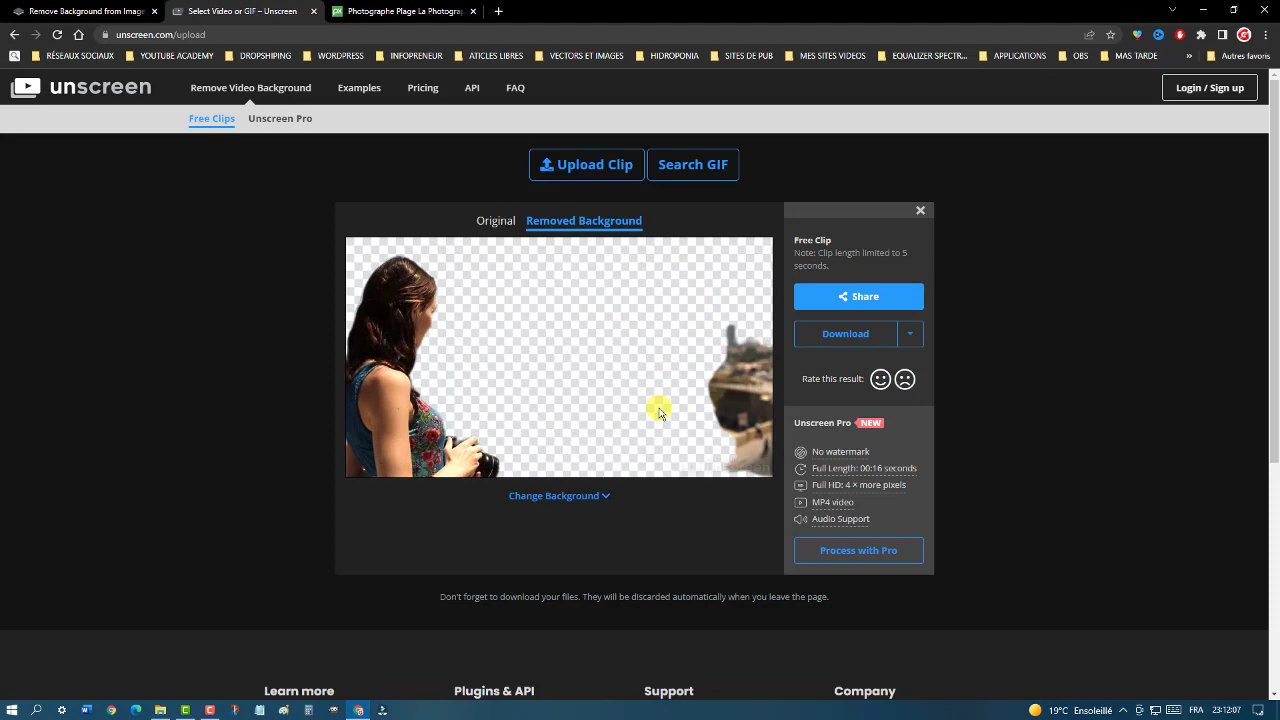 Remove Background from Image
Select Video or GIF – Unscreen
Photographe Plage La Photograp
unscreen.com/upload
RÉSEAUX SOCIAUX
YOUTUBE ACADEMY
DROPSHIPING
WORDPRESS
INFOPRENEUR
ATICLES LIBRES
VECTORS ET IMAGES
HIDROPONIA
SITES DE PUB
MES SITES VIDEOS
EQUALIZER SPECTR...
APPLICATIONS
OBS
MAS TARDE
Autres favoris
unscreen
Remove Video Background
Examples
Pricing
API
FAQ
Login / Sign up
Free Clips
Unscreen Pro
Upload Clip
Search GIF
Original
Removed Background
Free Clip
Note: Clip length limited to 5
seconds.
Share
Download
Rate this result:
Unscreen Pro NEW
No watermark
Full Length: 00:16 seconds
Full HD: 4 × more pixels
MP4 video
Audio Support
Process with Pro
Change Background
Don't forget to download your files. They will be discarded automatically when you leave the page.
Learn more
Plugins & API
Support
Company
19°C Ensoleillé
FRA
23:12:07